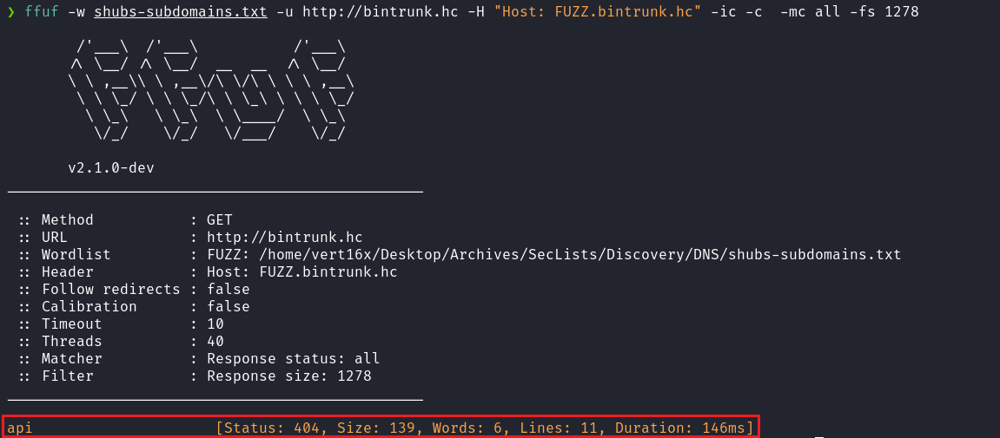 ❯ ffuf -w shubs-subdomains.txt -u http://bintrunk.hc -H "Host: FUZZ.bintrunk.hc" -ic -c  -mc all -fs 1278
        /'___\  /'___\           /'___\
       /\ \__/ /\ \__/  __  __  /\ \__/
       \ \ ,__\\ \ ,__\/\ \/\ \ \ \ ,__\
        \ \ \_/ \ \ \_/\ \ \_\ \ \ \ \_/
         \ \_\   \ \_\  \ \____/  \ \_\
          \/_/    \/_/   \/___/    \/_/
       v2.1.0-dev
________________________________________________
 :: Method           : GET
 :: URL              : http://bintrunk.hc
 :: Wordlist         : FUZZ: /home/vert16x/Desktop/Archives/SecLists/Discovery/DNS/shubs-subdomains.txt
 :: Header           : Host: FUZZ.bintrunk.hc
 :: Follow redirects : false
 :: Calibration      : false
 :: Timeout          : 10
 :: Threads          : 40
 :: Matcher          : Response status: all
 :: Filter           : Response size: 1278
________________________________________________
api                     [Status: 404, Size: 139, Words: 6, Lines: 11, Duration: 146ms]